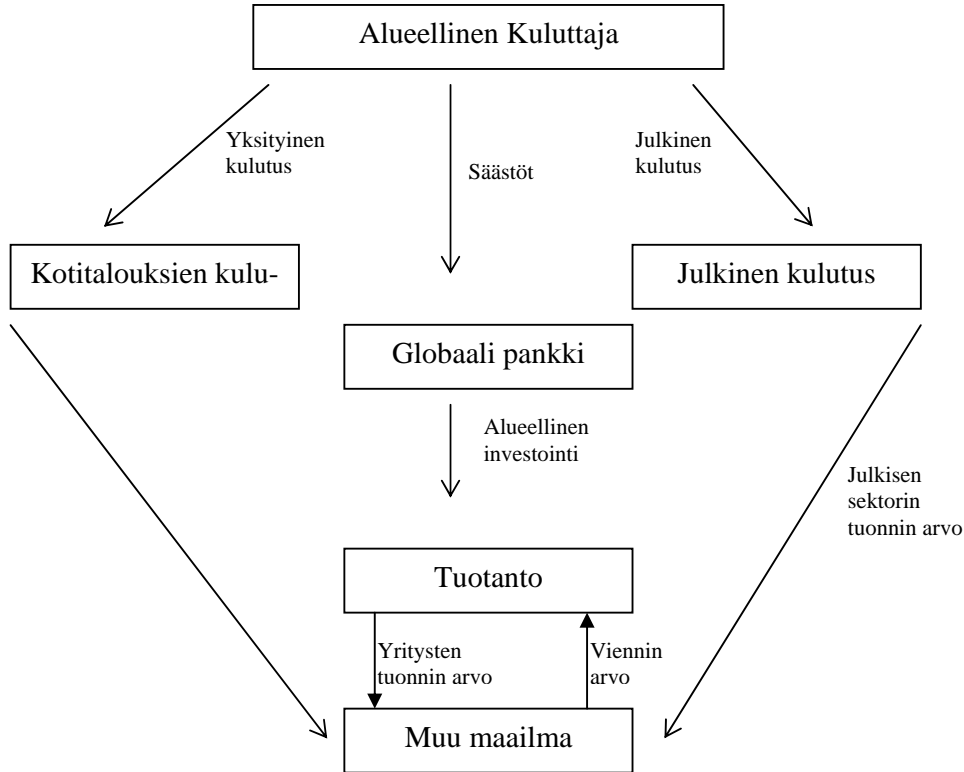 Alueellinen Kuluttaja
Yksityinen
kulutus
Säästöt
Julkinen
kulutus
Kotitalouksien kulu-
Julkinen kulutus
Globaali pankki
Alueellinen
investointi
Julkisen
sektorin
tuonnin arvo
Tuotanto
Yritysten
tuonnin arvo
Viennin
arvo
Muu maailma